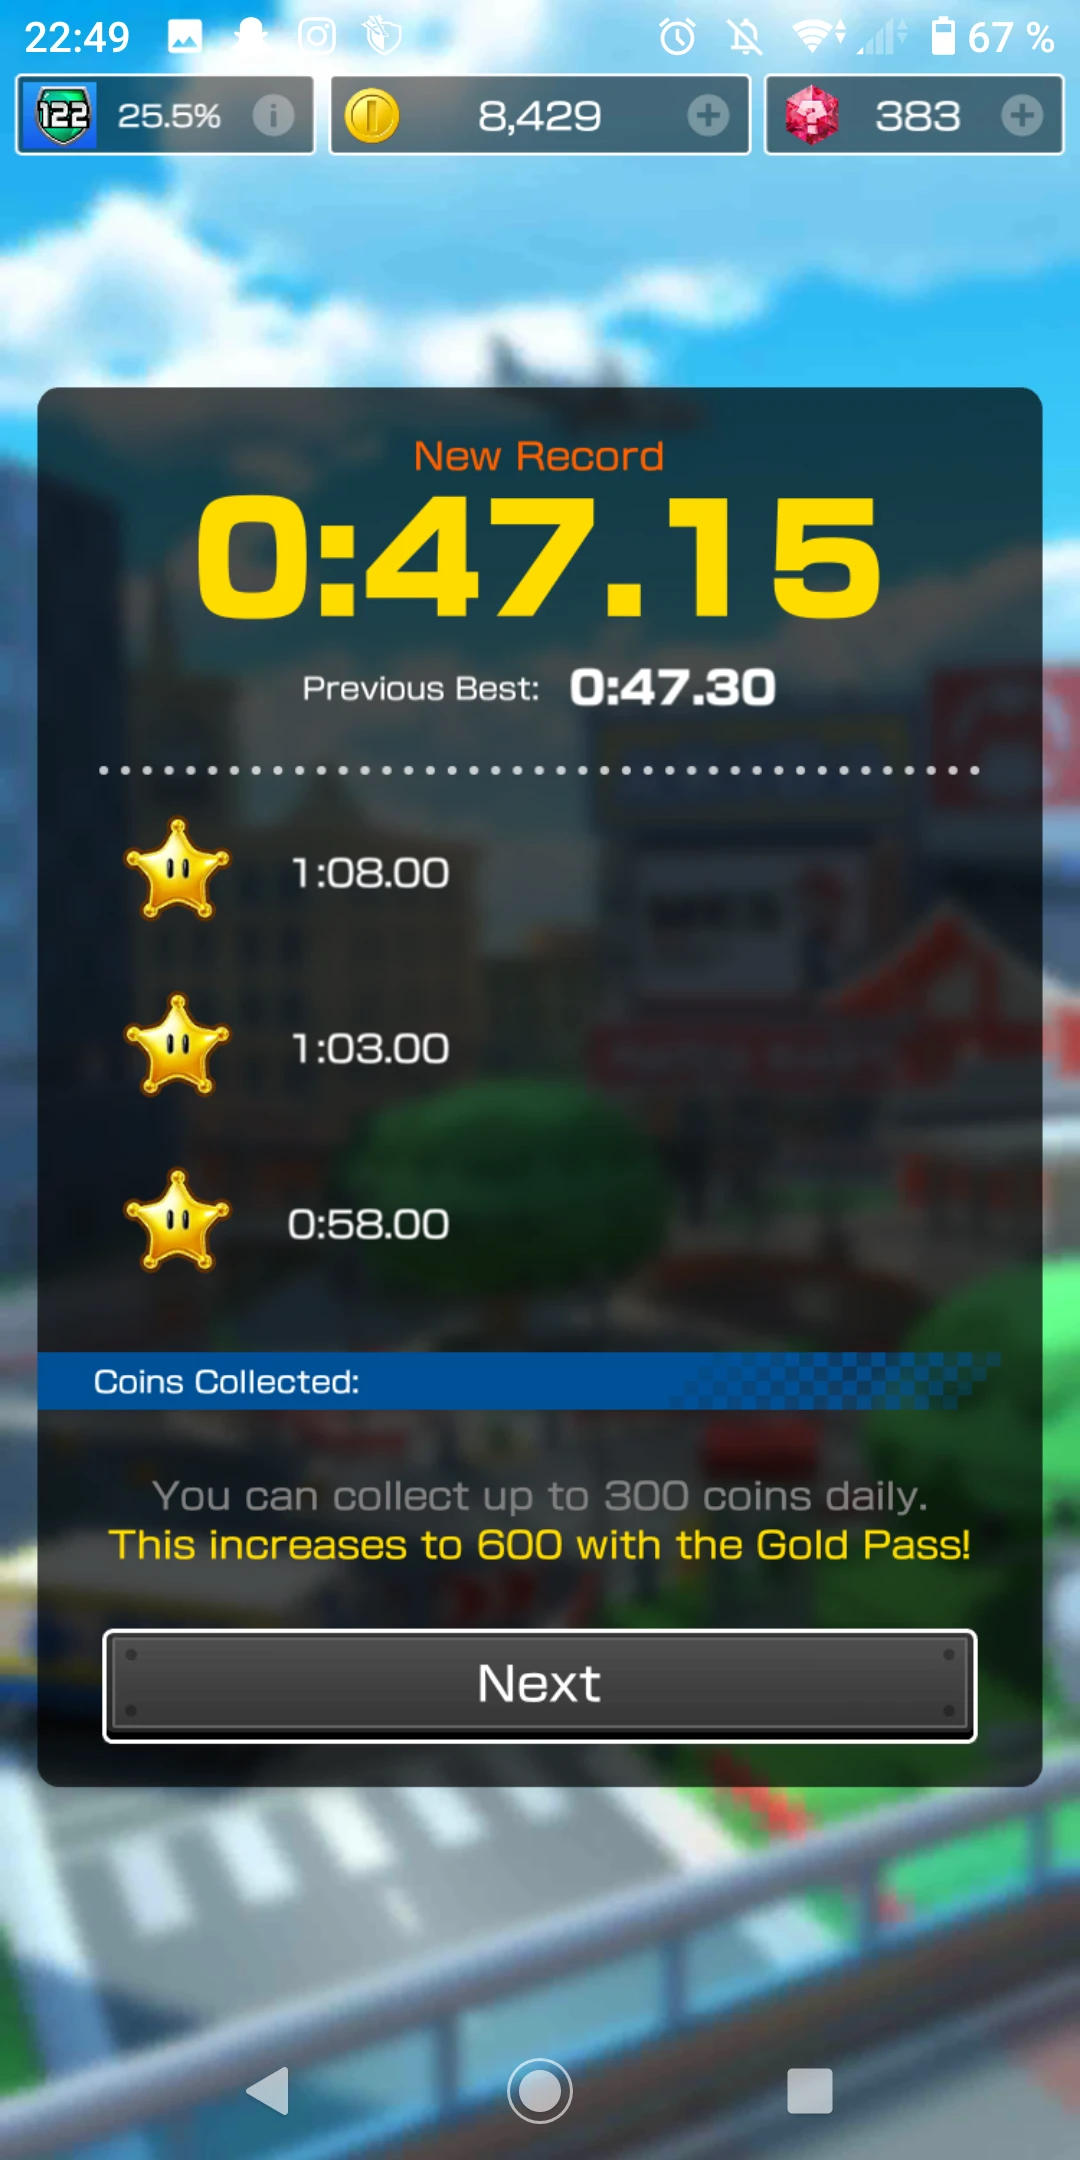 22:49 67 %
122 25.5% i 8,429 383
New Record
0:47.15
Previous Best: 0:47.30
1:08.00
1:03.00
0:58.00
Coins Collected:
You can collect up to 300 coins daily.
This increases to 600 with the Gold Pass!
Next